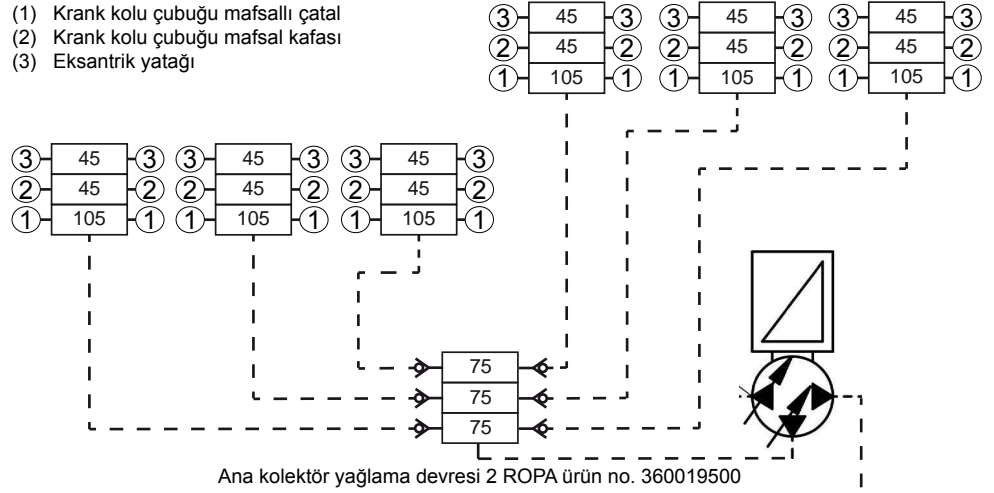 (1) Krank kolu çubuğu mafsallı çatal
(2) Krank kolu çubuğu mafsal kafası
(3) Eksantrik yatağı
3 45 3 3 45 3 3 45 3
2 45 2 2 45 2 2 45 2
1 105 1 1 105 1 1 105 1
3 45 3 3 45 3 3 45 3
2 45 2 2 45 2 2 45 2
1 105 1 1 105 1 1 105 1
75
75
75
Ana kolektör yağlama devresi 2 ROPA ürün no. 360019500